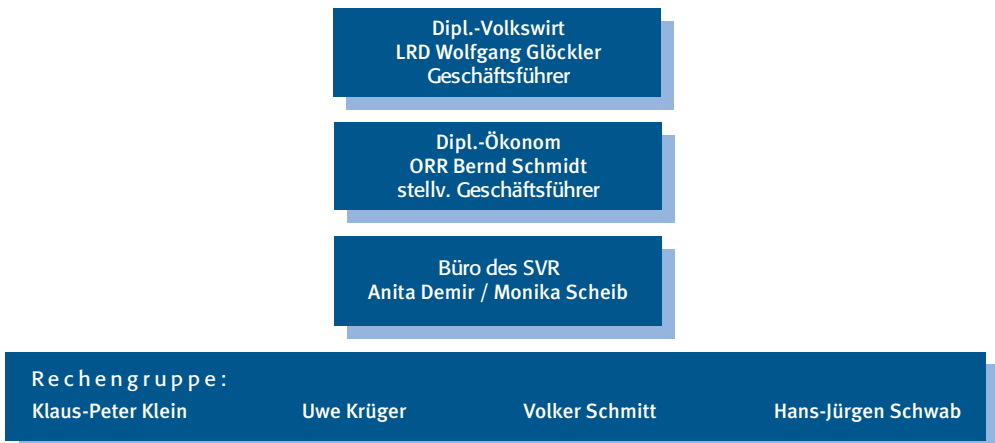 Dipl.-Volkswirt
LRD Wolfgang Glöckler
Geschäftsführer
Dipl.-Ökonom
ORR Bernd Schmidt
stellv. Geschäftsführer
Büro des SVR
Anita Demir / Monika Scheib
Rechengruppe:
Klaus-Peter Klein Uwe Krüger Volker Schmitt Hans-Jürgen Schwab